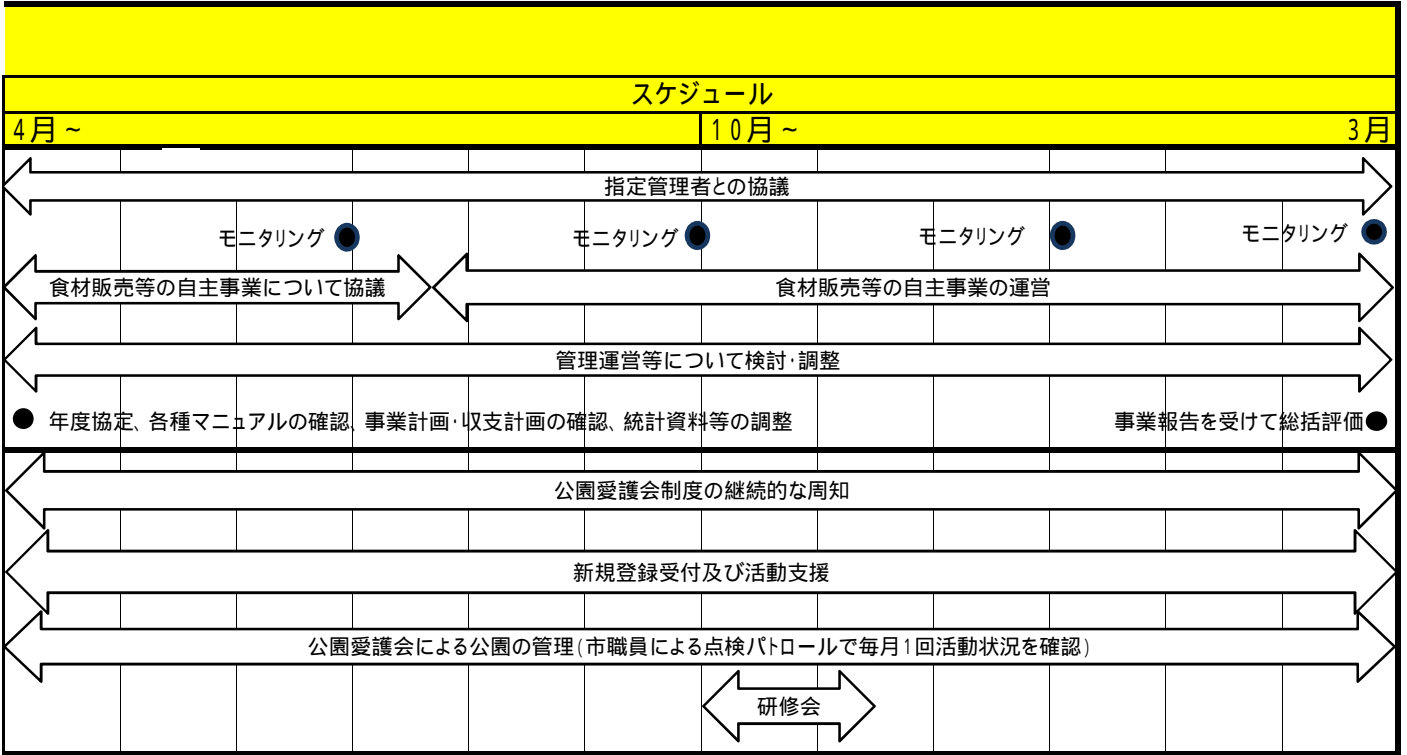 スケジュール
4月~
10月~
3月
指定管理者との協議
モニタリング
モニタリング
モニタリング
モニタリング
食材販売等の自主事業について協議
食材販売等の自主事業の運営
管理運営等について検討・調整
年度協定、各種マニュアルの確認、事業計画・収支計画の確認、統計資料等の調整
事業報告を受けて総括評価
公園愛護会制度の継続的な周知
新規登録受付及び活動支援
公園愛護会による公園の管理(市職員による点検パトロールで毎月1回活動状況を確認)
研修会